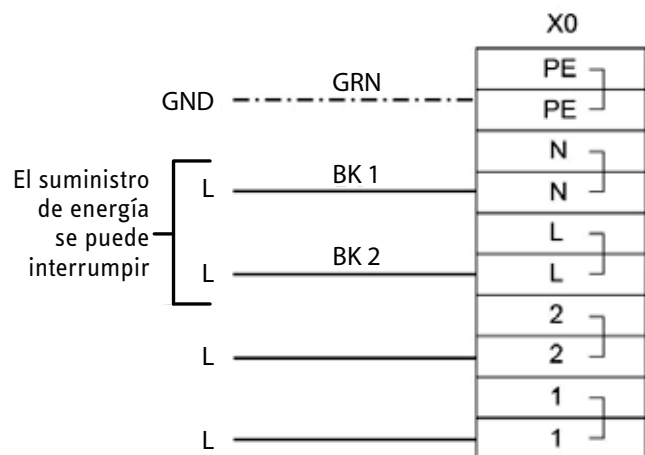 X0
PE
GND GRN PE
N
El suministro
de energía
se puede
interrumpir
L BK 1 N
L
L BK 2 L
2
L 2
1
L 1